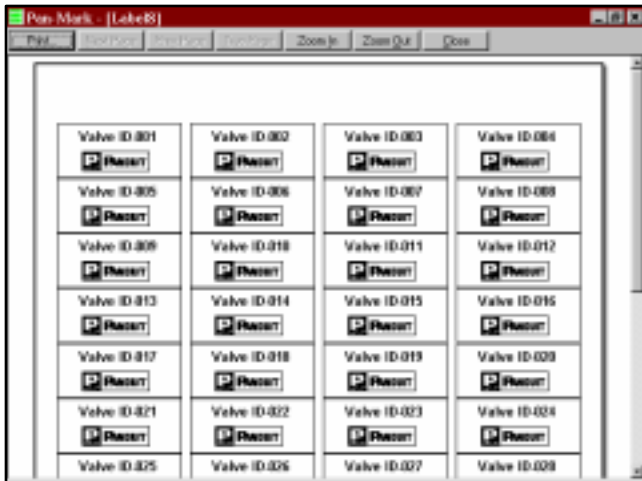 Pan-Mark - [Label8]
Print... Next Page Prev Page Two Page Zoom In Zoom Out Close
Valve ID-001 Valve ID-002 Valve ID-003 Valve ID-004
P PANDUIT P PANDUIT P PANDUIT P PANDUIT
Valve ID-005 Valve ID-006 Valve ID-007 Valve ID-008
P PANDUIT P PANDUIT P PANDUIT P PANDUIT
Valve ID-009 Valve ID-010 Valve ID-011 Valve ID-012
P PANDUIT P PANDUIT P PANDUIT P PANDUIT
Valve ID-013 Valve ID-014 Valve ID-015 Valve ID-016
P PANDUIT P PANDUIT P PANDUIT P PANDUIT
Valve ID-017 Valve ID-018 Valve ID-019 Valve ID-020
P PANDUIT P PANDUIT P PANDUIT P PANDUIT
Valve ID-021 Valve ID-022 Valve ID-023 Valve ID-024
P PANDUIT P PANDUIT P PANDUIT P PANDUIT
Valve ID-025 Valve ID-026 Valve ID-027 Valve ID-028